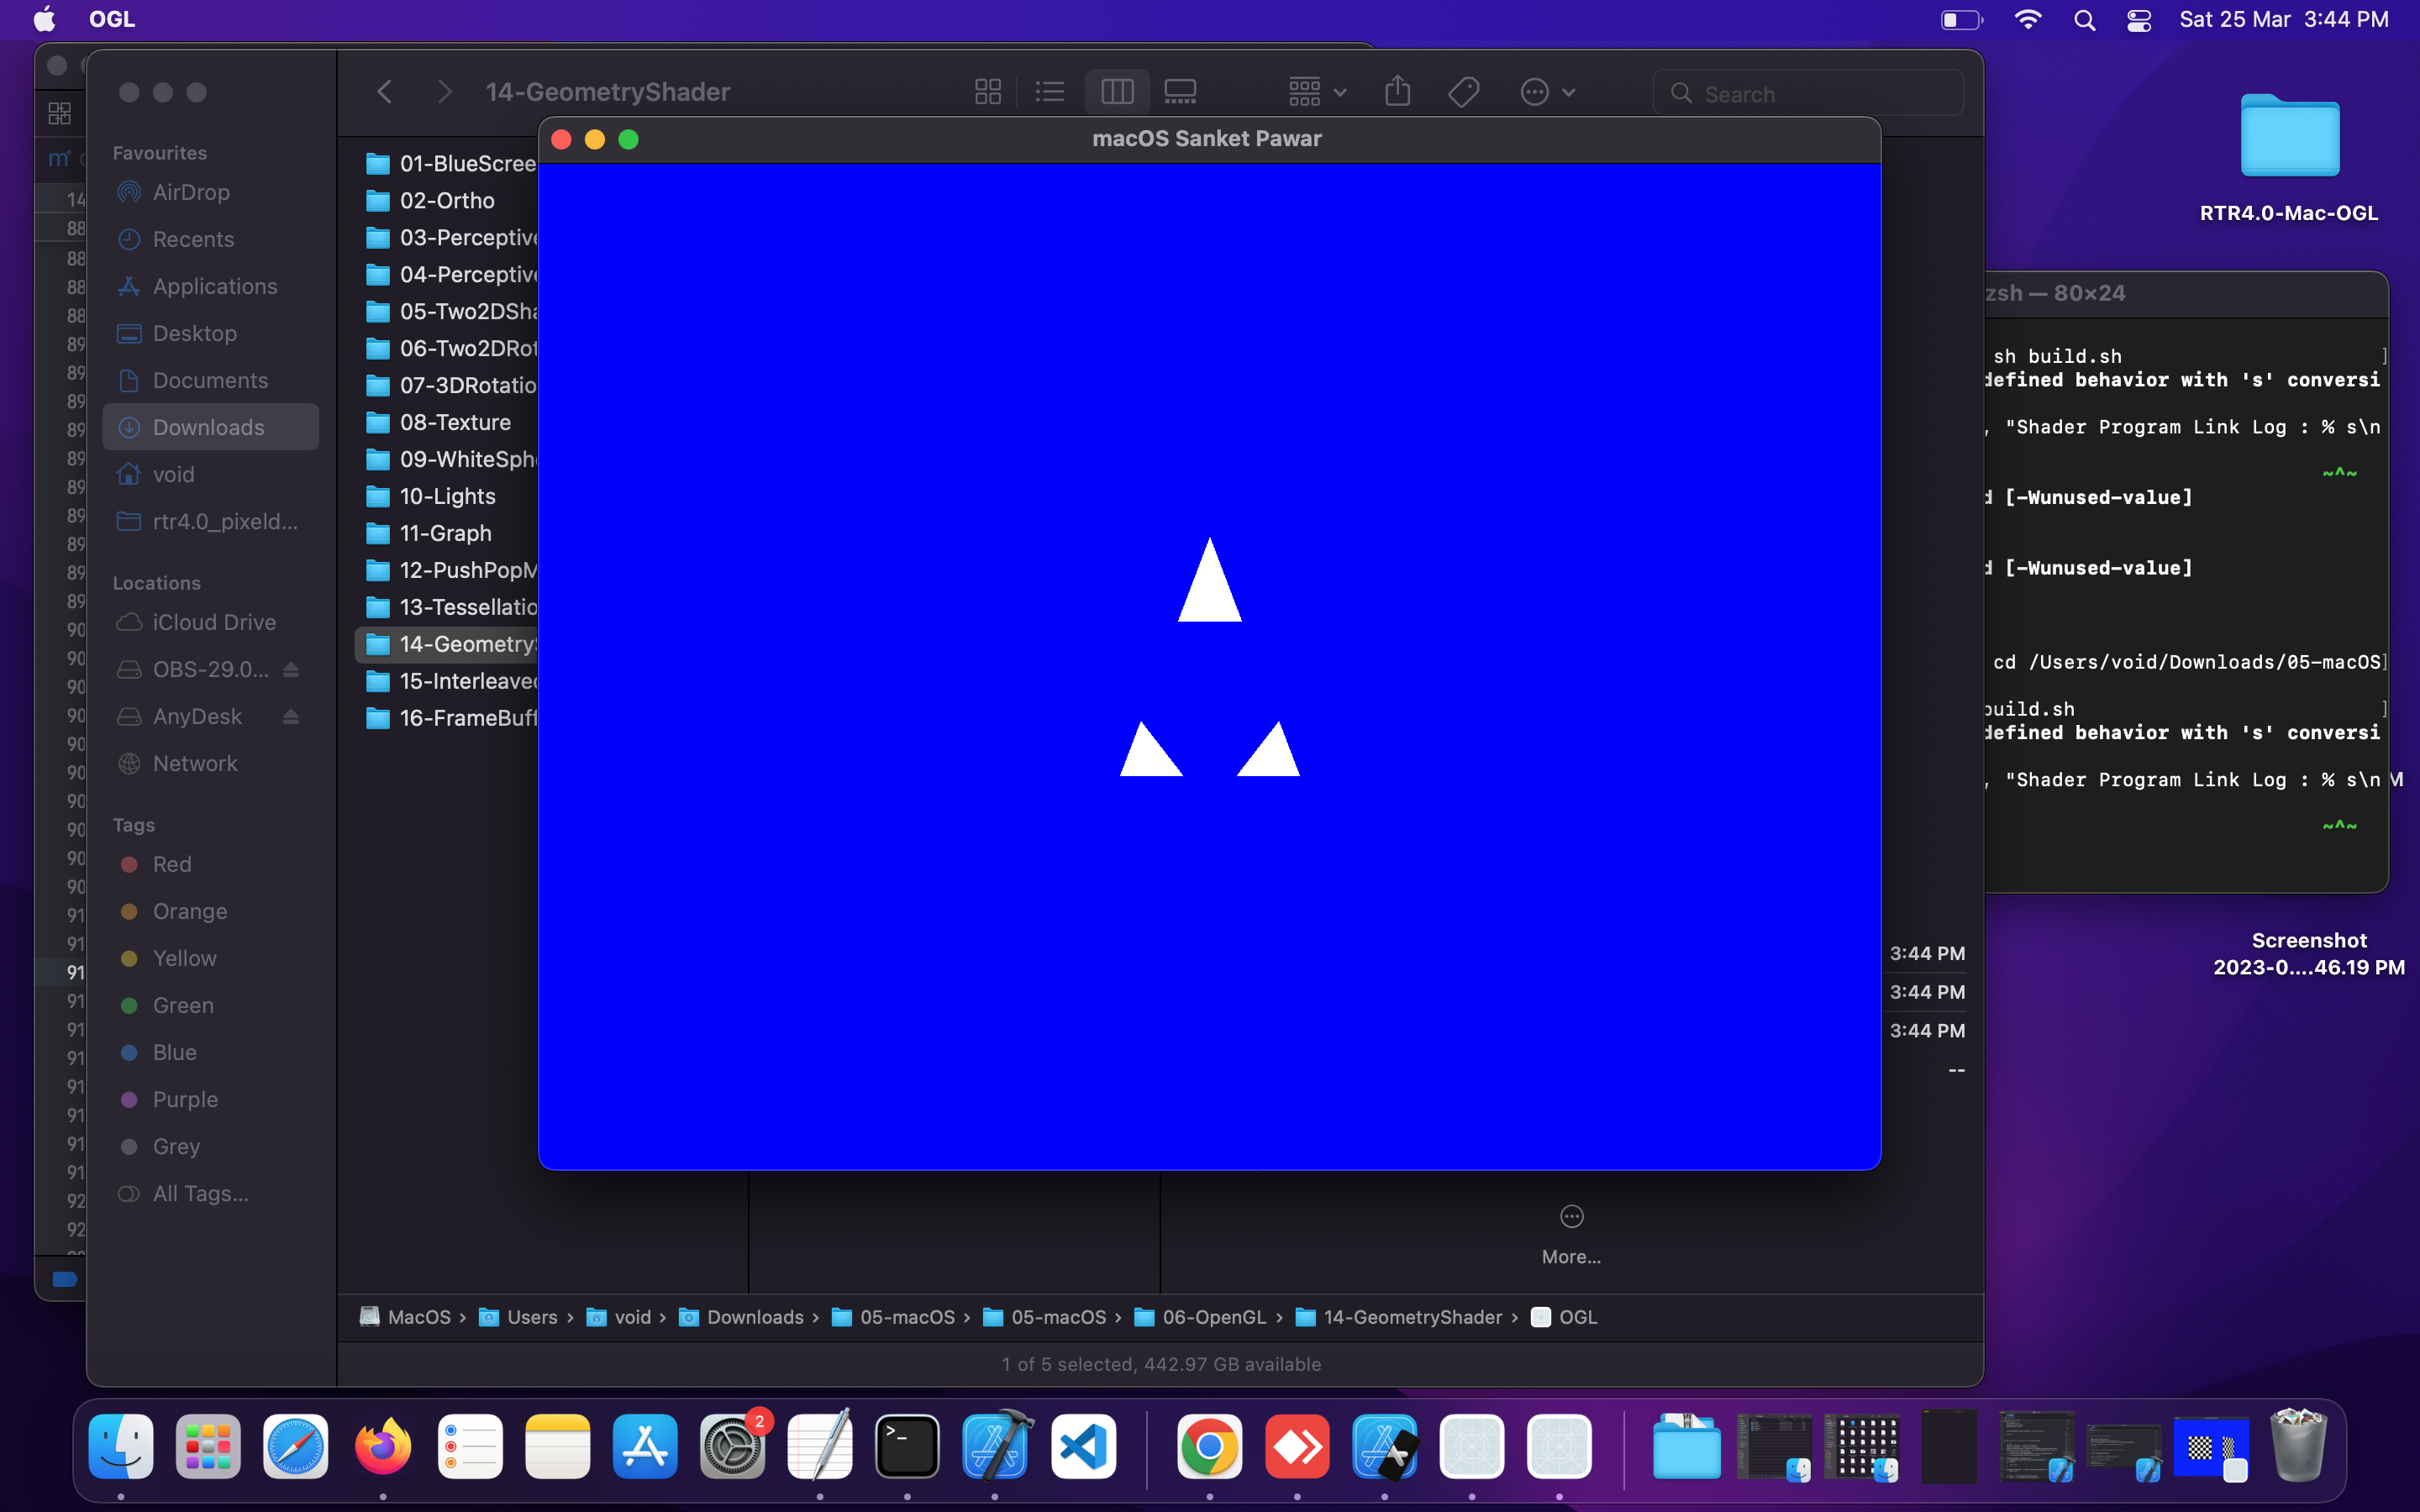 OGL
Sat 25 Mar 3:44 PM
14-GeometryShader
Search
macOS Sanket Pawar
Favourites
AirDrop
Recents
Applications
Desktop
Documents
Downloads
void
rtr4.0_pixeld...
Locations
iCloud Drive
OBS-29.0...
AnyDesk
Network
Tags
Red
Orange
Yellow
Green
Blue
Purple
Grey
All Tags...
01-BlueScree
02-Ortho
03-Perceptive
04-Perceptive
05-Two2DSha
06-Two2DRot
07-3DRotatio
08-Texture
09-WhiteSphe
10-Lights
11-Graph
12-PushPopM
13-Tessellatio
14-GeometryS
15-Interleaved
16-FrameBuff
3:44 PM
3:44 PM
3:44 PM
--
More...
MacOS › Users › void › Downloads › 05-macOS › 05-macOS › 06-OpenGL › 14-GeometryShader › OGL
1 of 5 selected, 442.97 GB available
RTR4.0-Mac-OGL
zsh — 80×24
sh build.sh ]
defined behavior with 's' conversi
, "Shader Program Link Log : % s\n
~^~
d [-Wunused-value]
d [-Wunused-value]
cd /Users/void/Downloads/05-macOS]
build.sh ]
defined behavior with 's' conversi
, "Shader Program Link Log : % s\n
~^~
Screenshot
2023-0....46.19 PM
2